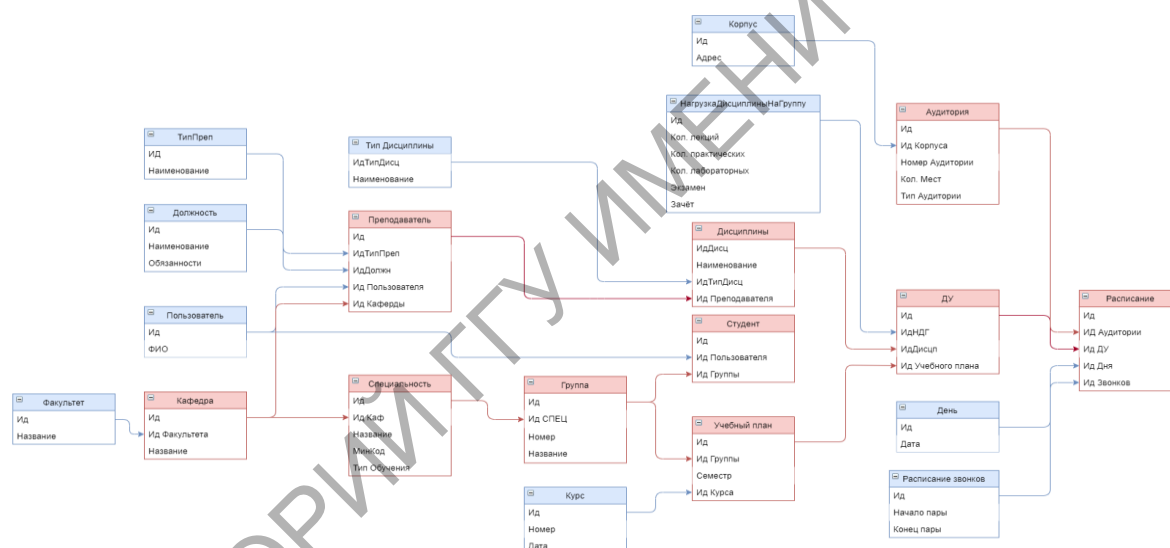 Корпус
Ид
Адрес
НагрузкаДисциплиныНаГруппу
Ид
Кол. лекций
Кол. практических
Кол. лабораторных
Экзамен
Зачёт
Аудитория
Ид
Ид Корпуса
Номер Аудитории
Кол. Мест
Тип Аудитории
ТипПреп
ИД
Наименование
Тип Дисциплины
ИдТипДисц
Наименование
Должность
Ид
Наименование
Обязанности
Преподаватель
Ид
ИдТипПреп
ИдДолжн
Ид Пользователя
Ид Каферды
Дисциплины
ИдДисц
Наименование
ИдТипДисц
Ид Преподавателя
Пользователь
Ид
ФИО
Студент
Ид
Ид Пользователя
Ид Группы
ДУ
Ид
ИдНДГ
ИдДисцп
Ид Учебного плана
Расписание
Ид
ИД Аудитории
Ид ДУ
Ид Дня
Ид Звонков
Факультет
Ид
Название
Кафедра
Ид
Ид Факультета
Название
Специальность
Ид
Ид Каф
Название
МинКод
Тип Обучения
Группа
Ид
Ид СПЕЦ
Номер
Название
Учебный план
Ид
Ид Группы
Семестр
Ид Курса
День
Ид
Дата
Курс
Ид
Номер
Дата
Расписание звонков
Ид
Начало пары
Конец пары
ОРИЙ ГГУ ИМЕНИ